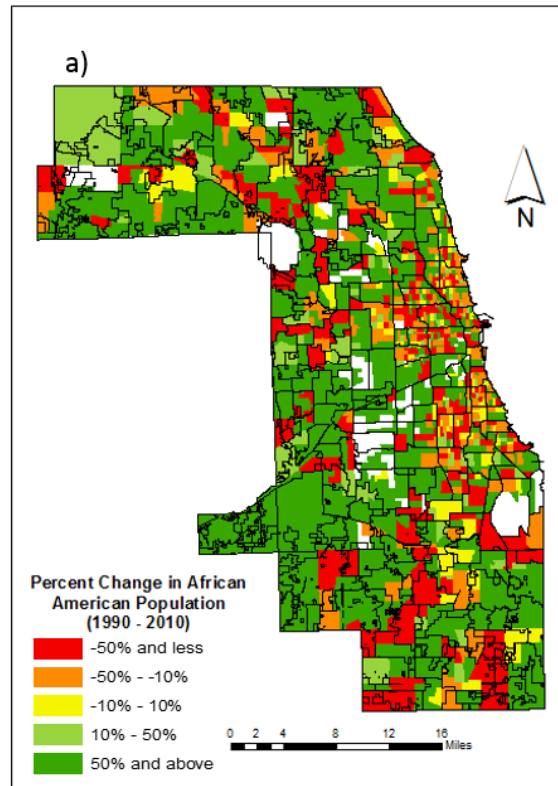 a)
N
Percent Change in African
American Population
(1990 - 2010)
-50% and less
-50% - -10%
-10% - 10%
10% - 50%
50% and above
0 2 4 8 12 16
Miles